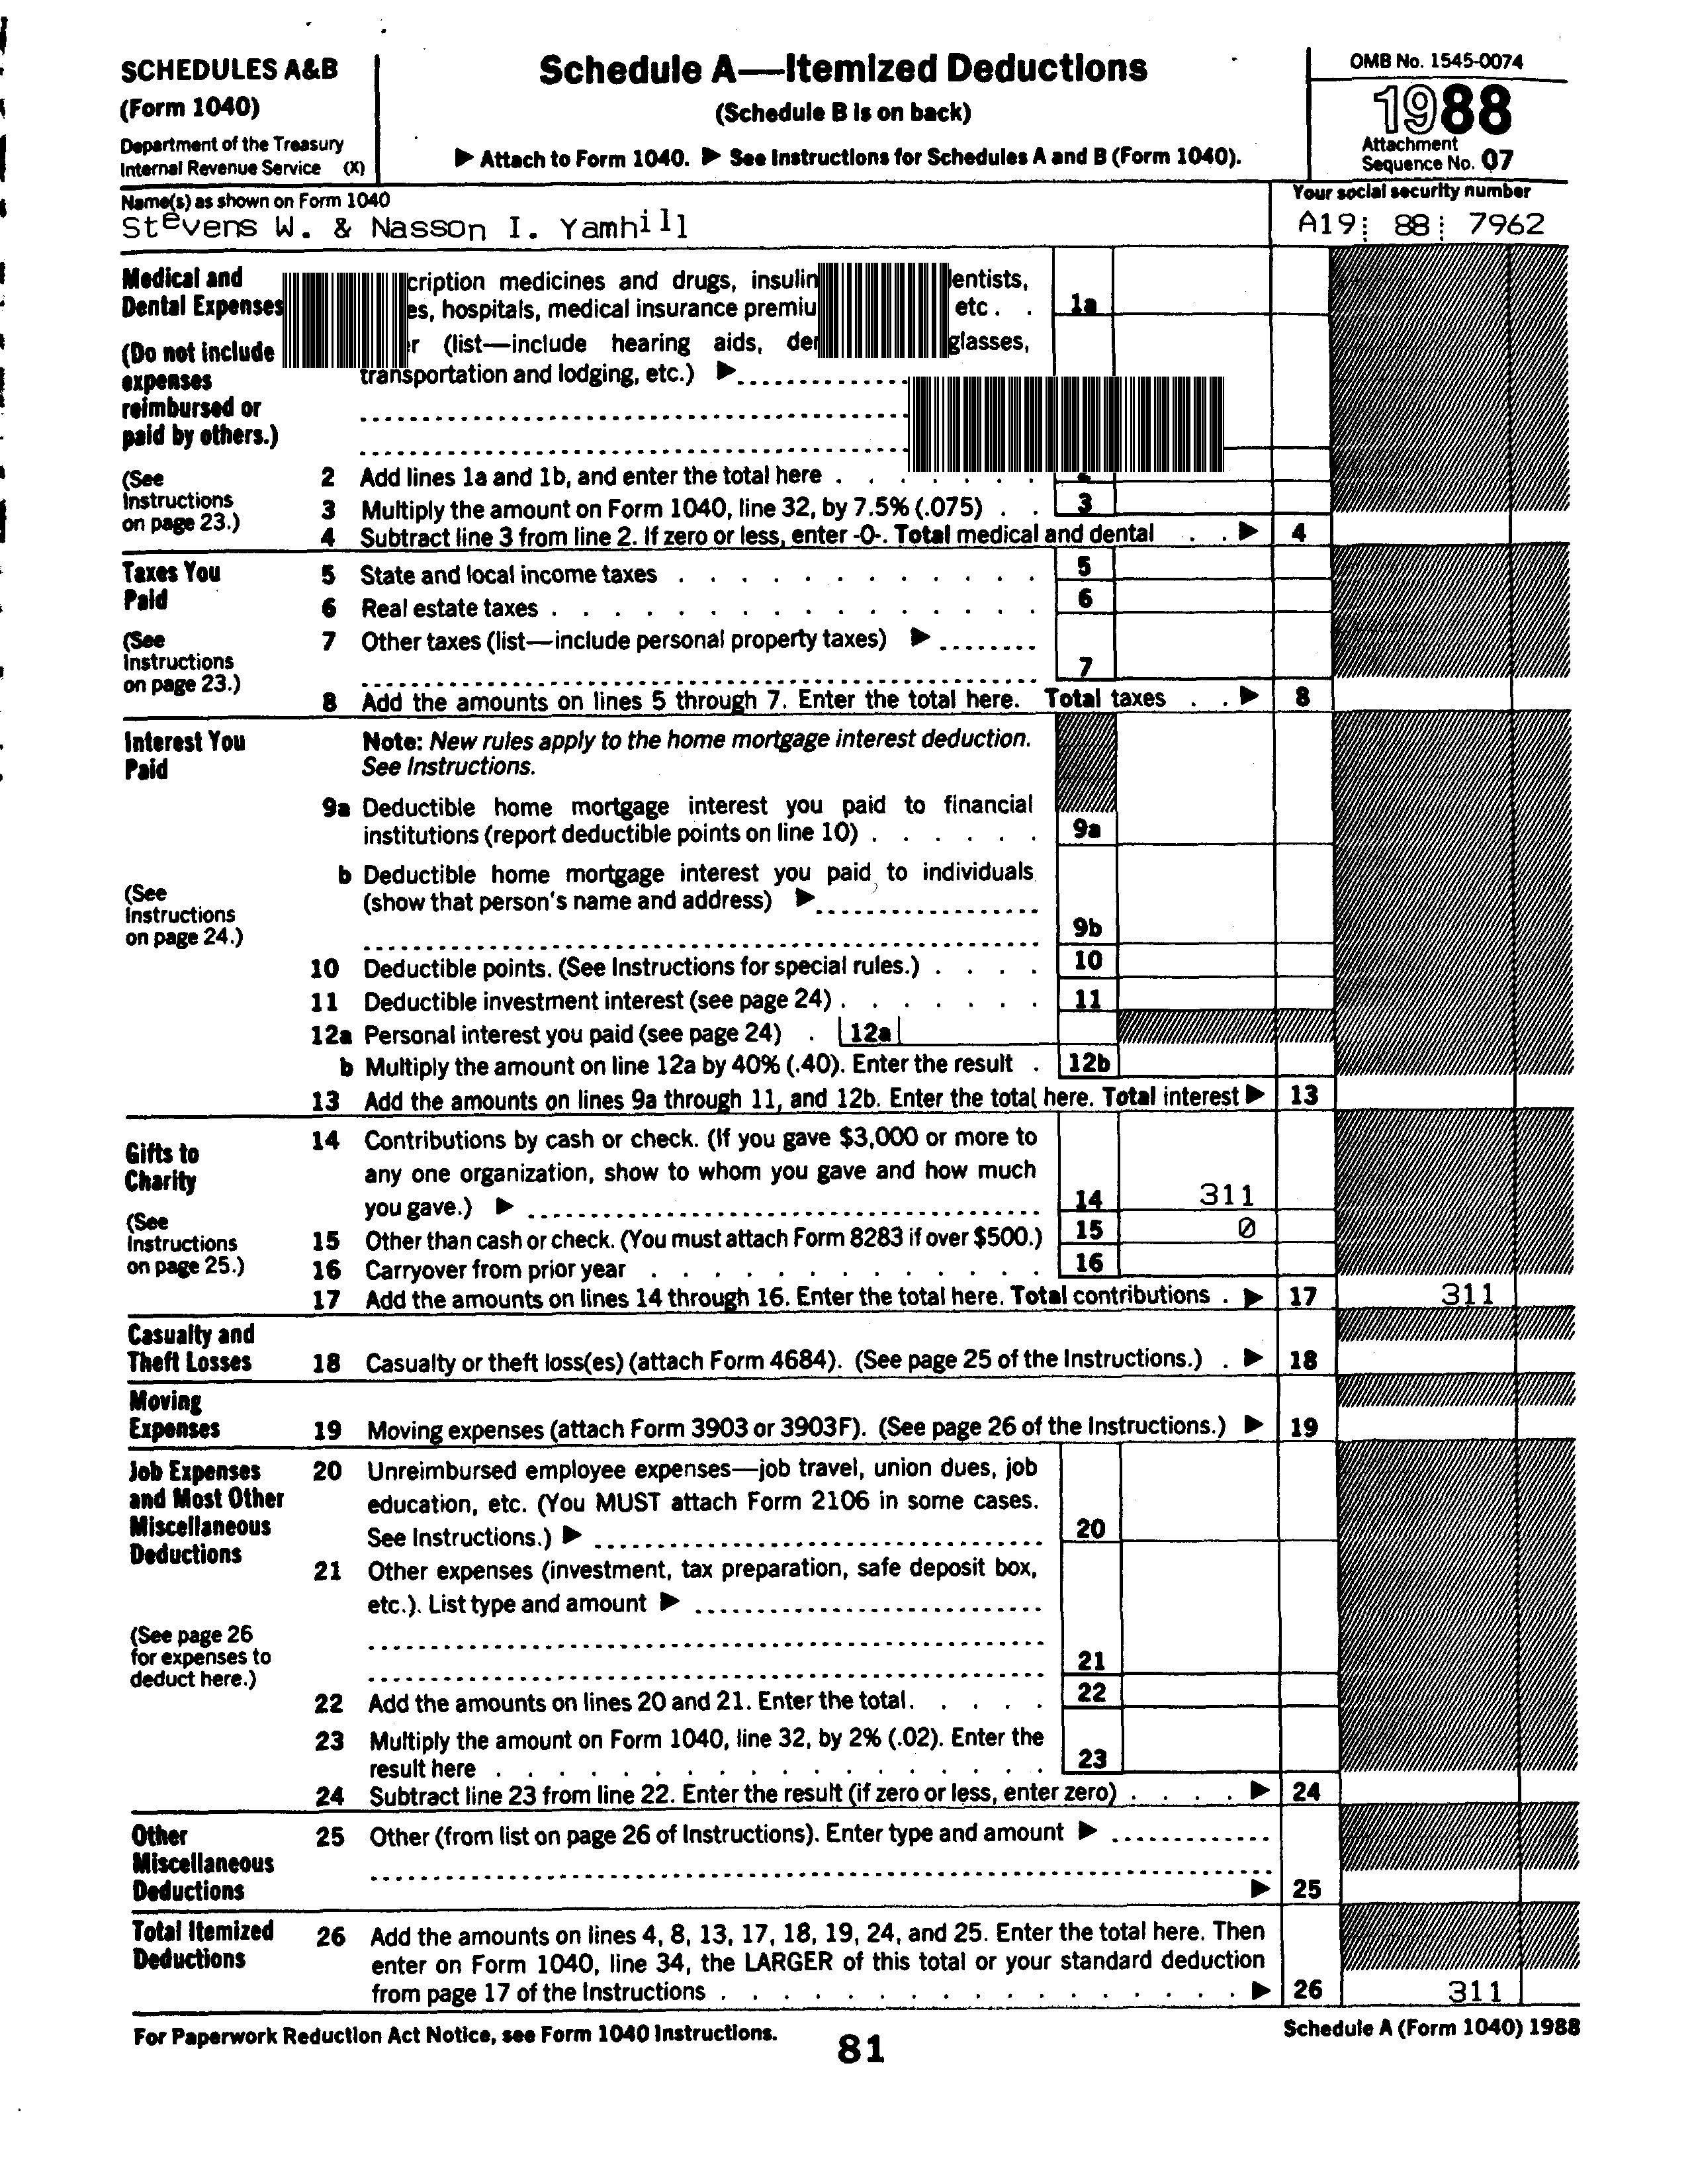 SCHEDULES A&B
(Form 1040)
Department of the Treasury
Internal Revenue Service (X)
Schedule A—Itemized Deductions
(Schedule B is on back)
▶ Attach to Form 1040. ▶ See Instructions for Schedules A and B (Form 1040).
OMB No. 1545-0074
1988
Attachment
Sequence No. 07
Name(s) as shown on Form 1040
Stevens W. & Nasson I. Yamhill
Your social security number
A19 88 7962
Medical and
Dental Expenses
(Do not include
expenses
reimbursed or
paid by others.)
(See
Instructions
on page 23.)
medicines and drugs, insulin
hospitals, medical insurance etc. . 1a
(list—include hearing aids, glasses,
transportation and lodging, etc.) ▶
2 Add lines 1a and 1b, and enter the total here
3 Multiply the amount on Form 1040, line 32, by 7.5% (.075) . . 3
4 Subtract line 3 from line 2. If zero or less, enter -0-. Total medical and dental . . ▶ 4
Taxes You
Paid
(See
Instructions
on page 23.)
5 State and local income taxes 5
6 Real estate taxes 6
7 Other taxes (list—include personal property taxes) ▶
7
8 Add the amounts on lines 5 through 7. Enter the total here. Total taxes . . ▶ 8
Interest You
Paid
(See
Instructions
on page 24.)
Note: New rules apply to the home mortgage interest deduction.
See Instructions.
9a Deductible home mortgage interest you paid to financial
institutions (report deductible points on line 10) 9a
b Deductible home mortgage interest you paid to individuals
(show that person's name and address) ▶
9b
10 Deductible points. (See Instructions for special rules.) 10
11 Deductible investment interest (see page 24) 11
12a Personal interest you paid (see page 24) . 12a
b Multiply the amount on line 12a by 40% (.40). Enter the result . 12b
13 Add the amounts on lines 9a through 11, and 12b. Enter the total here. Total interest ▶ 13
Gifts to
Charity
(See
Instructions
on page 25.)
14 Contributions by cash or check. (If you gave $3,000 or more to
any one organization, show to whom you gave and how much
you gave.) ▶ 14 311
15 Other than cash or check. (You must attach Form 8283 if over $500.) 15 0
16 Carryover from prior year 16
17 Add the amounts on lines 14 through 16. Enter the total here. Total contributions . ▶ 17 311
Casualty and
Theft Losses
18 Casualty or theft loss(es) (attach Form 4684). (See page 25 of the Instructions.) . ▶ 18
Moving
Expenses
19 Moving expenses (attach Form 3903 or 3903F). (See page 26 of the Instructions.) ▶ 19
Job Expenses
and Most Other
Miscellaneous
Deductions
(See page 26
for expenses to
deduct here.)
20 Unreimbursed employee expenses—job travel, union dues, job
education, etc. (You MUST attach Form 2106 in some cases.
See Instructions.) ▶ 20
21 Other expenses (investment, tax preparation, safe deposit box,
etc.). List type and amount ▶
21
22 Add the amounts on lines 20 and 21. Enter the total. 22
23 Multiply the amount on Form 1040, line 32, by 2% (.02). Enter the
result here 23
24 Subtract line 23 from line 22. Enter the result (if zero or less, enter zero) . . . . ▶ 24
Other
Miscellaneous
Deductions
25 Other (from list on page 26 of Instructions). Enter type and amount ▶
▶ 25
Total Itemized
Deductions
26 Add the amounts on lines 4, 8, 13, 17, 18, 19, 24, and 25. Enter the total here. Then
enter on Form 1040, line 34, the LARGER of this total or your standard deduction
from page 17 of the Instructions ▶ 26 311
For Paperwork Reduction Act Notice, see Form 1040 Instructions.
81
Schedule A (Form 1040) 1988